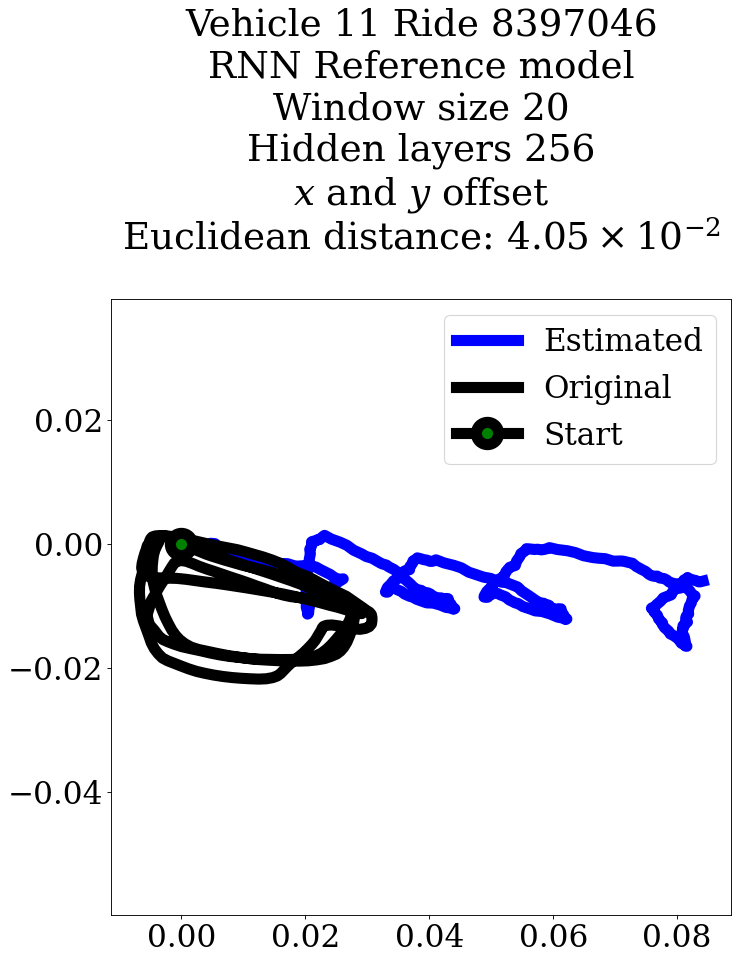 Vehicle 11 Ride 8397046
RNN Reference model
Window size 20
Hidden layers 256
x and y offset
Euclidean distance: 4.05 × 10⁻²
Estimated
Original
Start
0.02
0.00
−0.02
−0.04
0.00 0.02 0.04 0.06 0.08